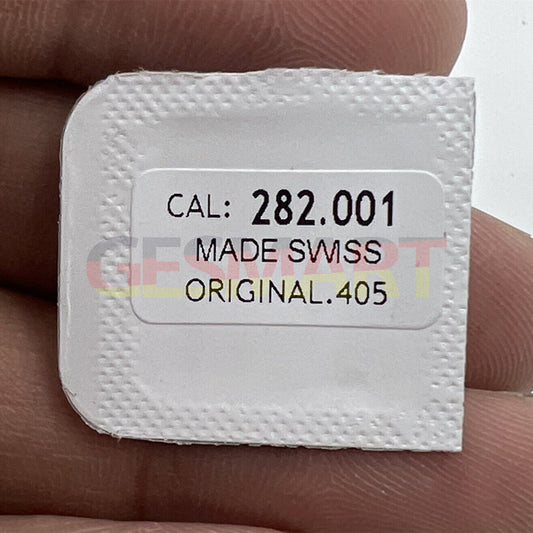 CAL: 282.001
MADE SWISS
GESMART
ORIGINAL.405